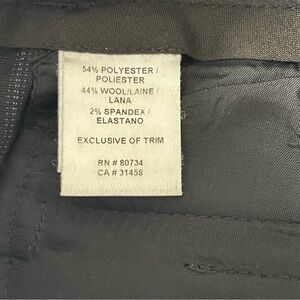 54% POLYESTER /
POLIESTER
44% WOOL/LAINE /
LANA
2% SPANDEX /
ELASTANO
EXCLUSIVE OF TRIM
RN # 80734
CA # 31458